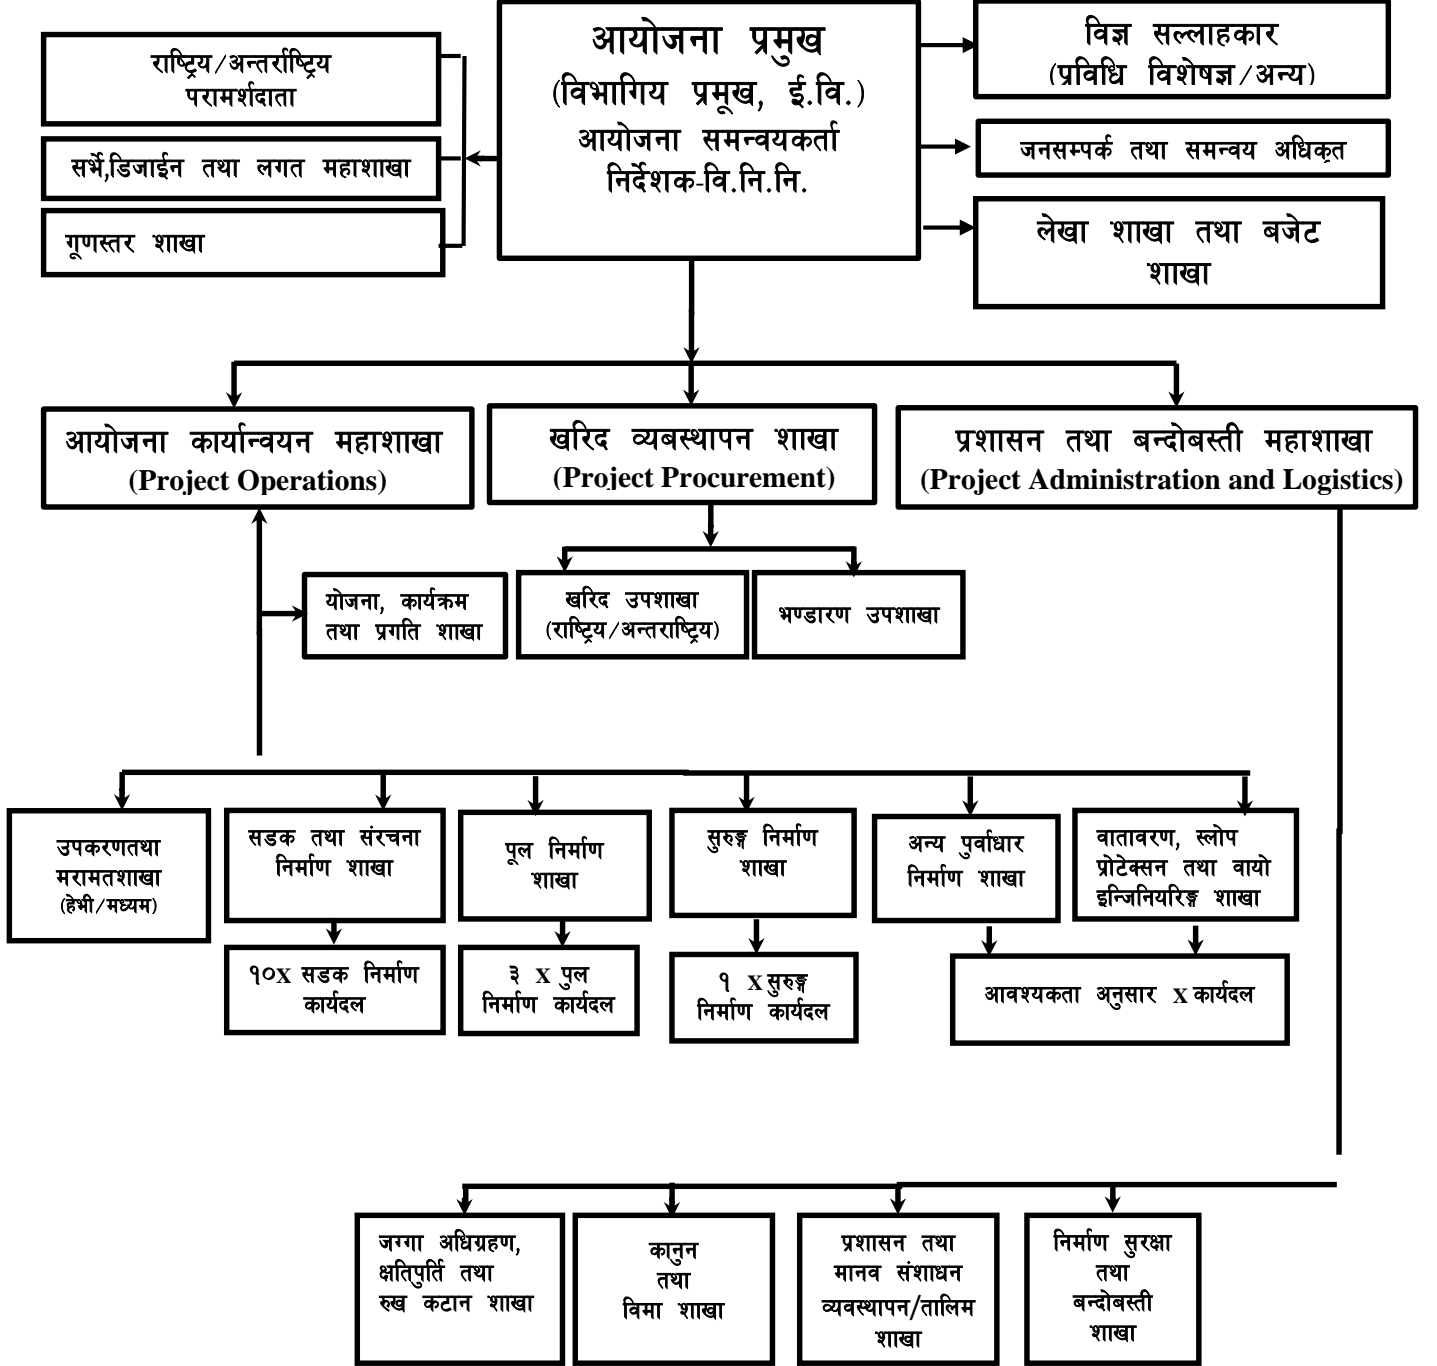 आयोजना प्रमुख
(विभागिय प्रमूख, ई.वि.)
आयोजना समन्वयकर्ता
निर्देशक-वि.नि.नि.
राष्ट्रिय/अन्तर्राष्ट्रिय
परामर्शदाता
सर्भे,डिजाईन तथा लगत महाशाखा
गूणस्तर शाखा
विज्ञ सल्लाहकार
(प्रविधि विशेषज्ञ/अन्य)
जनसम्पर्क तथा समन्वय अधिकृत
लेखा शाखा तथा बजेट
शाखा
आयोजना कार्यान्वयन महाशाखा
(Project Operations)
खरिद व्यबस्थापन शाखा
(Project Procurement)
प्रशासन तथा बन्दोबस्ती महाशाखा
(Project Administration and Logistics)
योजना, कार्यक्रम
तथा प्रगति शाखा
खरिद उपशाखा
(राष्ट्रिय/अन्तराष्ट्रिय)
भण्डारण उपशाखा
उपकरणतथा
मरामतशाखा
(हेभी/मध्यम)
सडक तथा संरचना
निर्माण शाखा
पूल निर्माण
शाखा
सुरुङ्ग निर्माण
शाखा
अन्य पुर्वाधार
निर्माण शाखा
वातावरण, स्लोप
प्रोटेक्सन तथा वायो
इन्जिनियरिङ्ग शाखा
१०X सडक निर्माण
कार्यदल
३ X पुल
निर्माण कार्यदल
१ X सुरुङ्ग
निर्माण कार्यदल
आवश्यकता अनुसार X कार्यदल
जग्गा अधिग्रहण,
क्षतिपुर्ति तथा
रुख कटान शाखा
कानुन
तथा
विमा शाखा
प्रशासन तथा
मानव संशाधन
व्यवस्थापन/तालिम
शाखा
निर्माण सुरक्षा
तथा
बन्दोबस्ती
शाखा